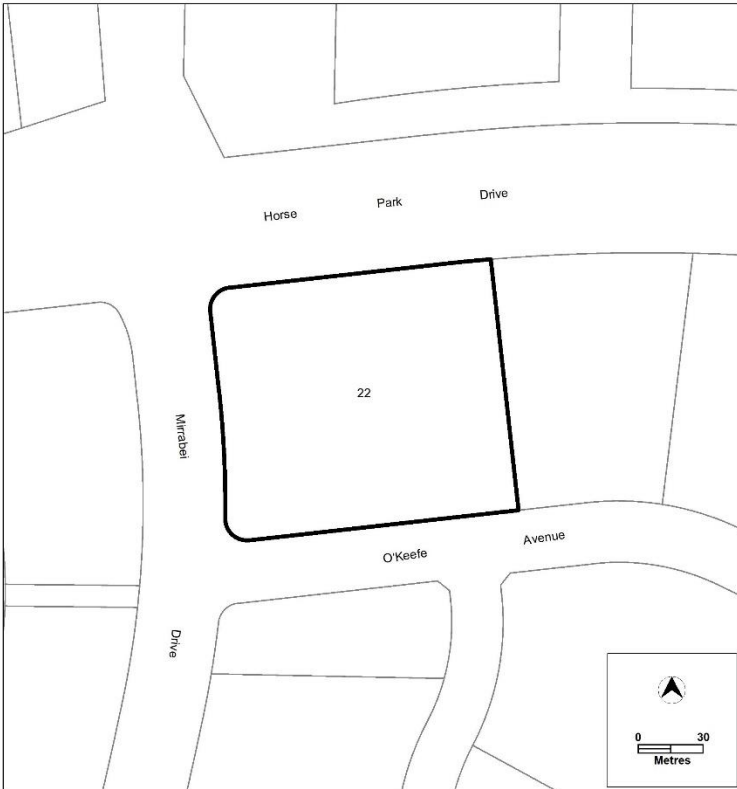 Horse Park Drive
22
Mirrabei
Drive
O'Keefe Avenue
0 30
Metres